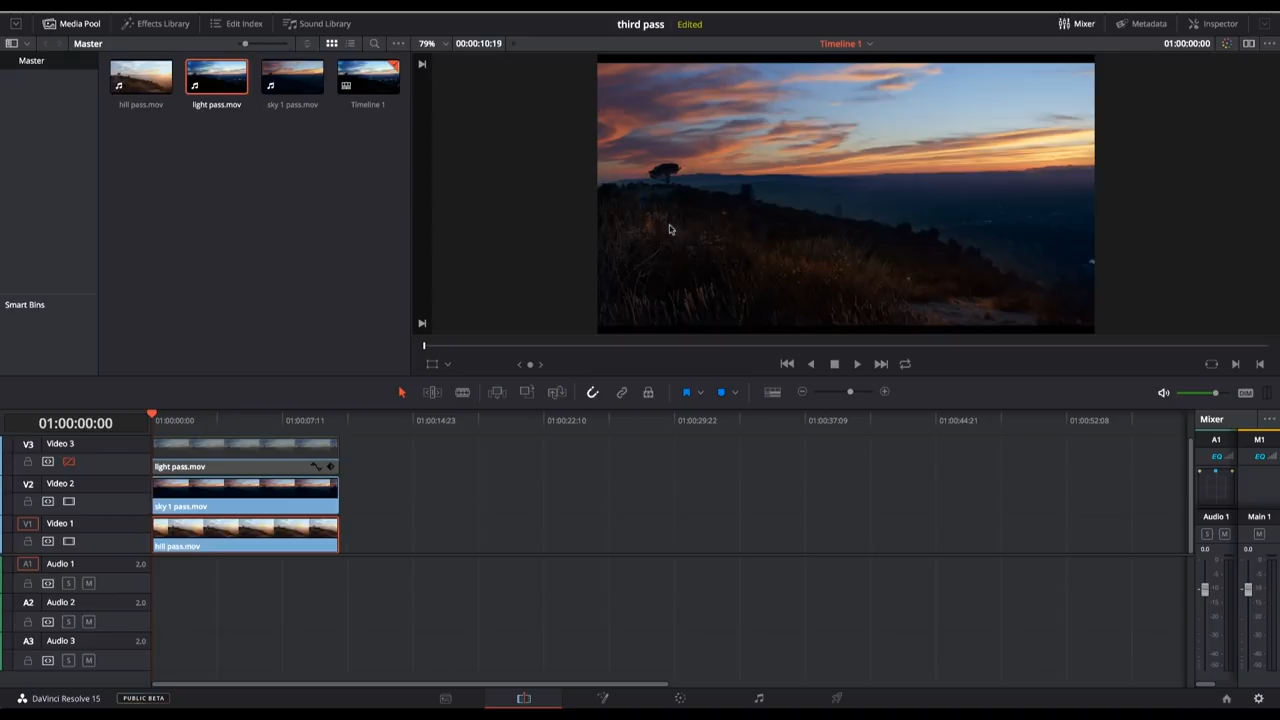 Media Pool Effects Library Edit Index Sound Library third pass Edited Mixer Metadata Inspector
Master 79% 00:00:10:19 Timeline 1 01:00:00:00
Master
hill pass.mov light pass.mov sky 1 pass.mov Timeline 1
Smart Bins
DIM
01:00:00:00 01:00:00:00 01:00:07:11 01:00:14:23 01:00:22:10 01:00:29:22 01:00:37:09 01:00:44:21 01:00:52:08 Mixer
V3 Video 3 A1 M1
EQ EQ
light pass.mov
V2 Video 2
sky 1 pass.mov
V1 Video 1 Audio 1 Main 1
S M M
hill pass.mov 0.0 0.0
A1 Audio 1 2.0
S M
A2 Audio 2 2.0
S M
A3 Audio 3 2.0
S M
DaVinci Resolve 15 PUBLIC BETA